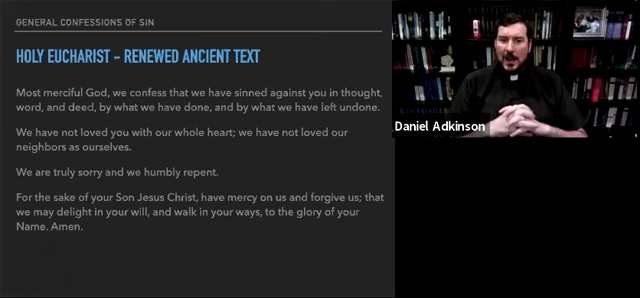 GENERAL CONFESSIONS OF SIN
HOLY EUCHARIST – RENEWED ANCIENT TEXT
Most merciful God, we confess that we have sinned against you in thought,
word, and deed, by what we have done, and by what we have left undone.
We have not loved you with our whole heart; we have not loved our
neighbors as ourselves.
We are truly sorry and we humbly repent.
For the sake of your Son Jesus Christ, have mercy on us and forgive us; that
we may delight in your will, and walk in your ways, to the glory of your
Name. Amen.
Daniel Adkinson